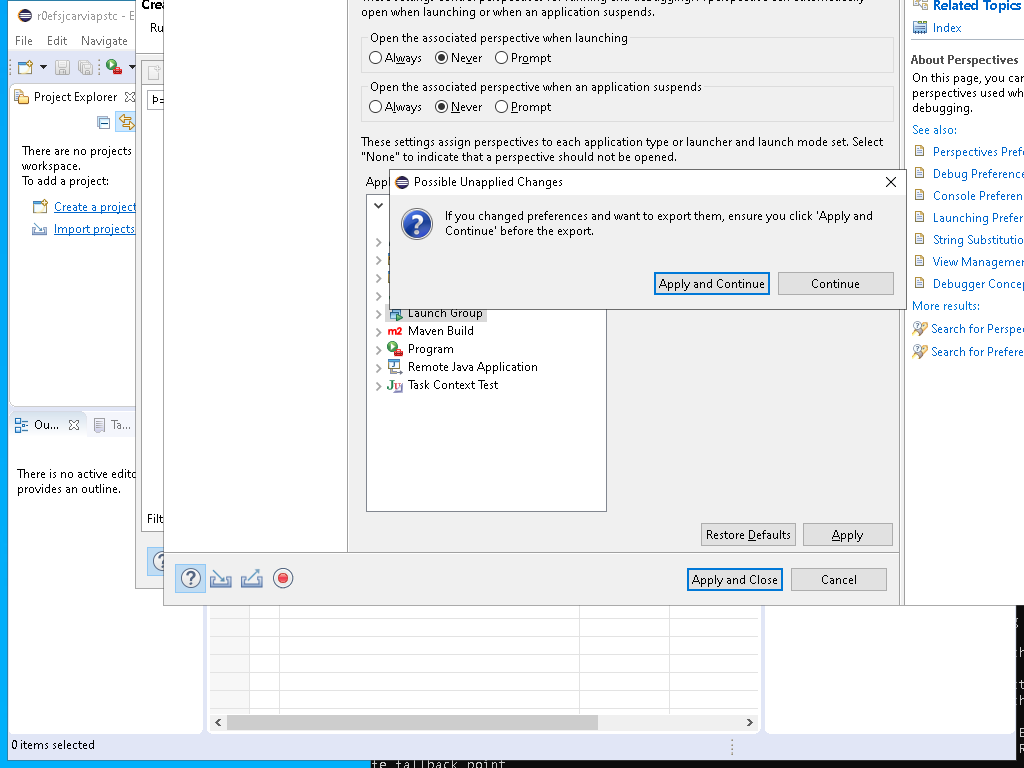 r0efsjcarviapstc - E
File Edit Navigate
Project Explorer
There are no projects
workspace.
To add a project:
Create a project
Import projects
Ou...
Ta...
There is no active edito
provides an outline.
0 items selected
Crea
Ru
Filt
open when launching or when an application suspends.
Open the associated perspective when launching
Always Never Prompt
Open the associated perspective when an application suspends
Always Never Prompt
These settings assign perspectives to each application type or launcher and launch mode set. Select
"None" to indicate that a perspective should not be opened.
Appl
Possible Unapplied Changes
If you changed preferences and want to export them, ensure you click 'Apply and
Continue' before the export.
Apply and Continue Continue
Launch Group
m2 Maven Build
Program
Remote Java Application
Ju Task Context Test
Restore Defaults Apply
Apply and Close Cancel
Related Topics
Index
About Perspectives
On this page, you can
perspectives used wh
debugging.
See also:
Perspectives Pref
Debug Preference
Console Preferen
Launching Prefer
String Substitutio
View Managemer
Debugger Concep
More results:
Search for Perspe
Search for Prefere
fe fallback point